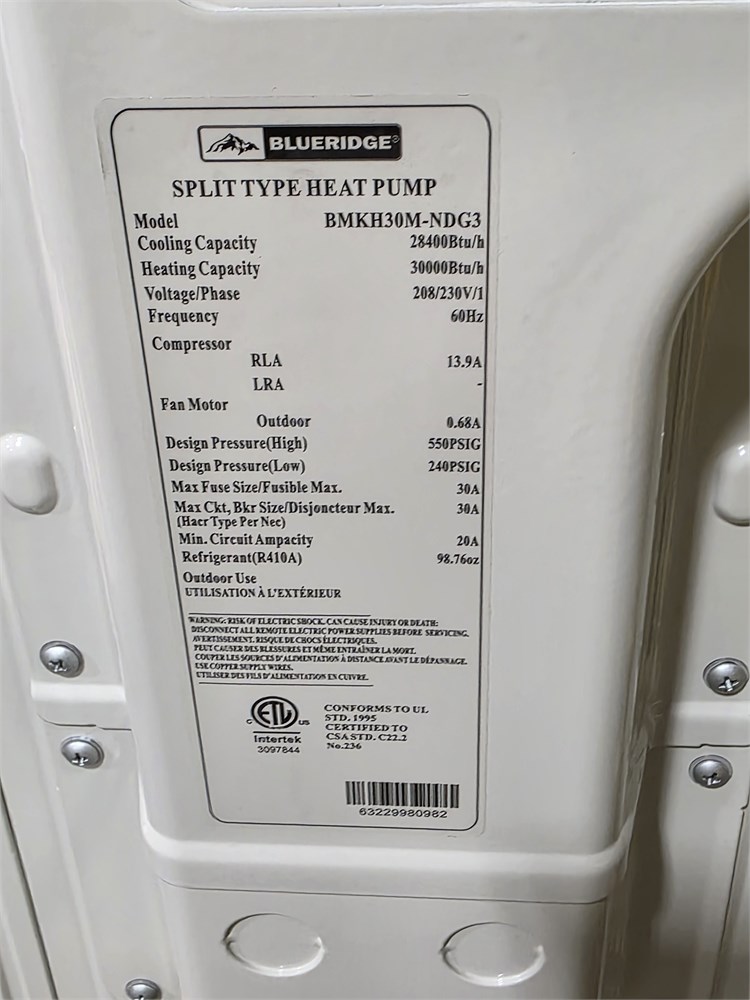 BLUERIDGE®
SPLIT TYPE HEAT PUMP
Model BMKH30M-NDG3
Cooling Capacity 28400Btu/h
Heating Capacity 30000Btu/h
Voltage/Phase 208/230V/1
Frequency 60Hz
Compressor
RLA 13.9A
LRA -
Fan Motor
Outdoor 0.68A
Design Pressure(High) 550PSIG
Design Pressure(Low) 240PSIG
Max Fuse Size/Fusible Max. 30A
Max Ckt, Bkr Size/Disjoncteur Max. 30A
(Hacr Type Per Nec)
Min. Circuit Ampacity 20A
Refrigerant(R410A) 98.76oz
Outdoor Use
UTILISATION À L'EXTÉRIEUR
WARNING: RISK OF ELECTRIC SHOCK. CAN CAUSE INJURY OR DEATH:
DISCONNECT ALL REMOTE ELECTRIC POWER SUPPLIES BEFORE SERVICING.
AVERTISSEMENT. RISQUE DE CHOCS ÉLECTRIQUES.
PEUT CAUSER DES BLESSURES ET MÊME ENTRAÎNER LA MORT.
COUPER LES SOURCES D'ALIMENTATION À DISTANCE AVANT LE DÉPANNAGE.
USE COPPER SUPPLY WIRES.
UTILISER DES FILS D'ALIMENTATION EN CUIVRE.
C ETL US
Intertek
3097844
CONFORMS TO UL
STD. 1995
CERTIFIED TO
CSA STD. C22.2
No.236
63229980982